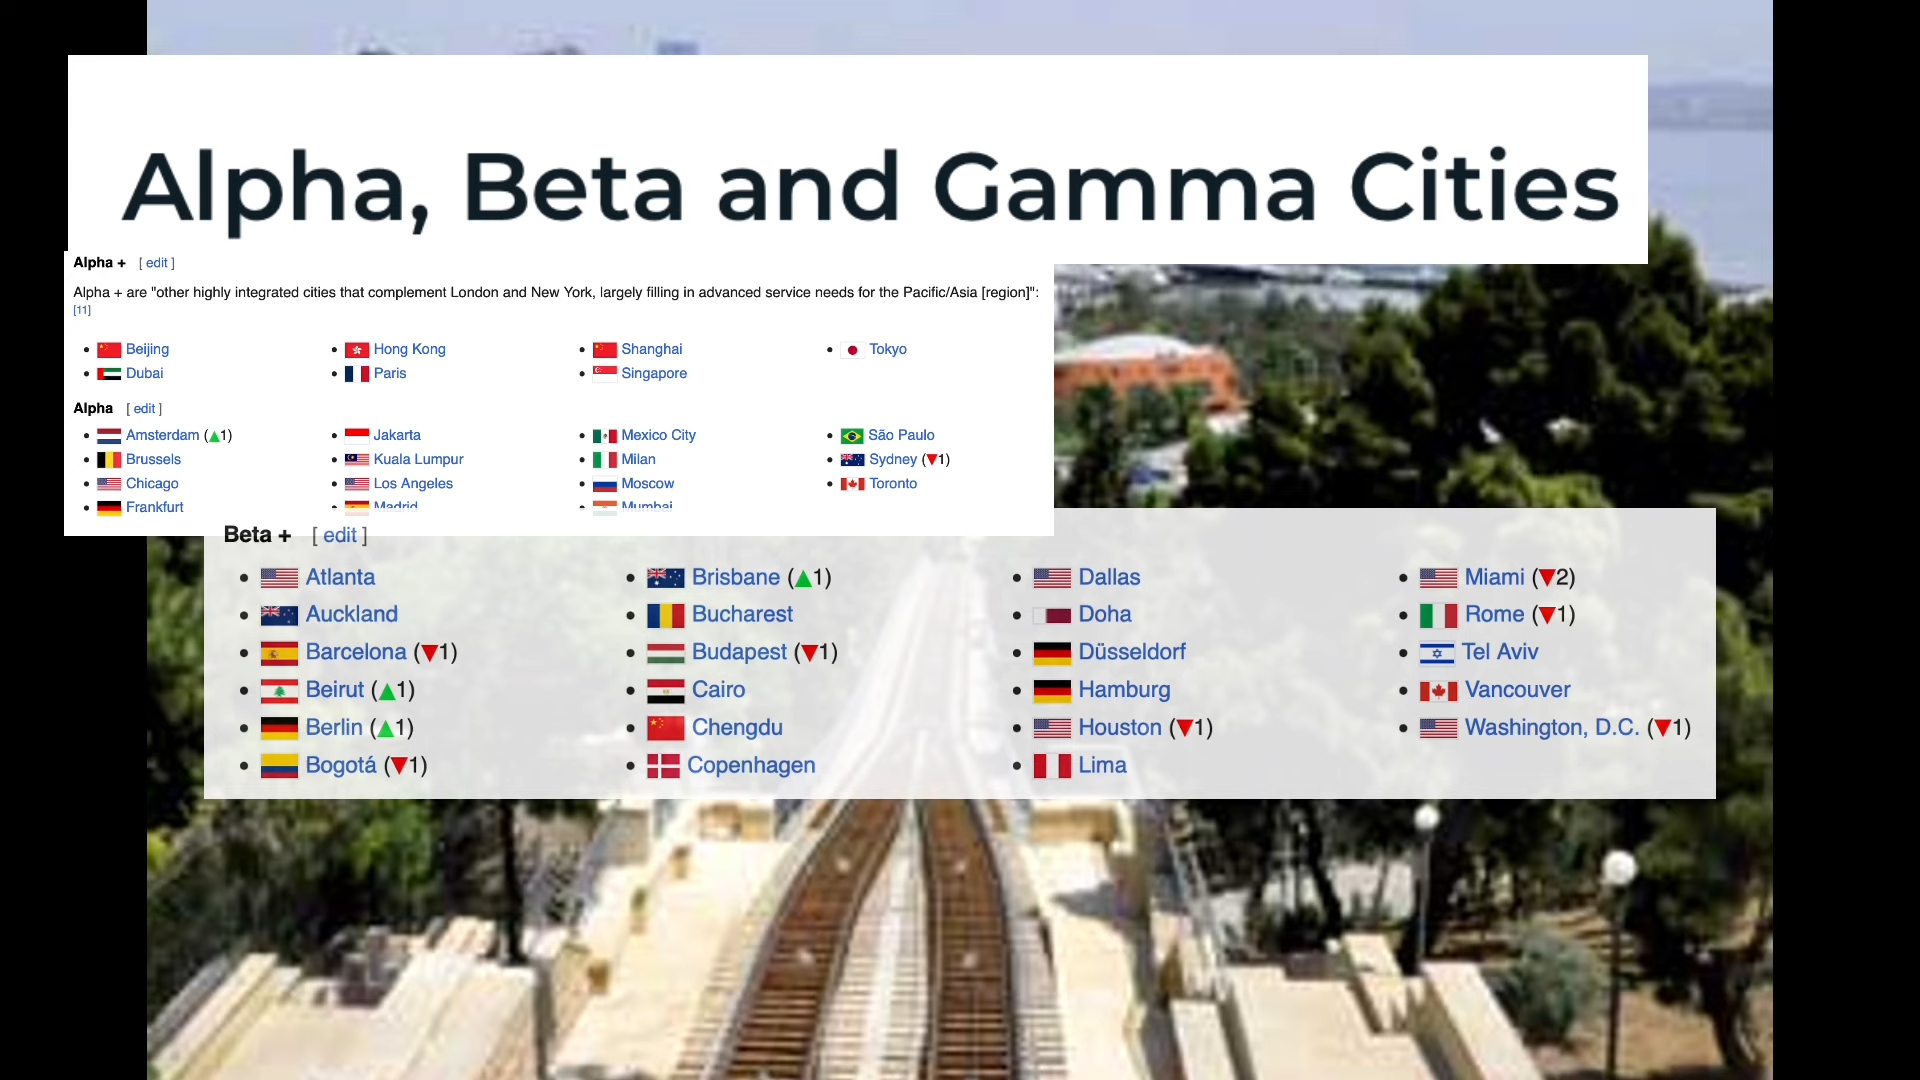 Alpha, Beta and Gamma Cities
Alpha + [ edit ]
Alpha + are "other highly integrated cities that complement London and New York, largely filling in advanced service needs for the Pacific/Asia [region]":
[11]
Beijing Hong Kong Shanghai Tokyo
Dubai Paris Singapore
Alpha [ edit ]
Amsterdam (▲1) Jakarta Mexico City São Paulo
Brussels Kuala Lumpur Milan Sydney (▼1)
Chicago Los Angeles Moscow Toronto
Frankfurt Madrid Mumbai
Beta + [ edit ]
Atlanta Brisbane (▲1) Dallas Miami (▼2)
Auckland Bucharest Doha Rome (▼1)
Barcelona (▼1) Budapest (▼1) Düsseldorf Tel Aviv
Beirut (▲1) Cairo Hamburg Vancouver
Berlin (▲1) Chengdu Houston (▼1) Washington, D.C. (▼1)
Bogotá (▼1) Copenhagen Lima